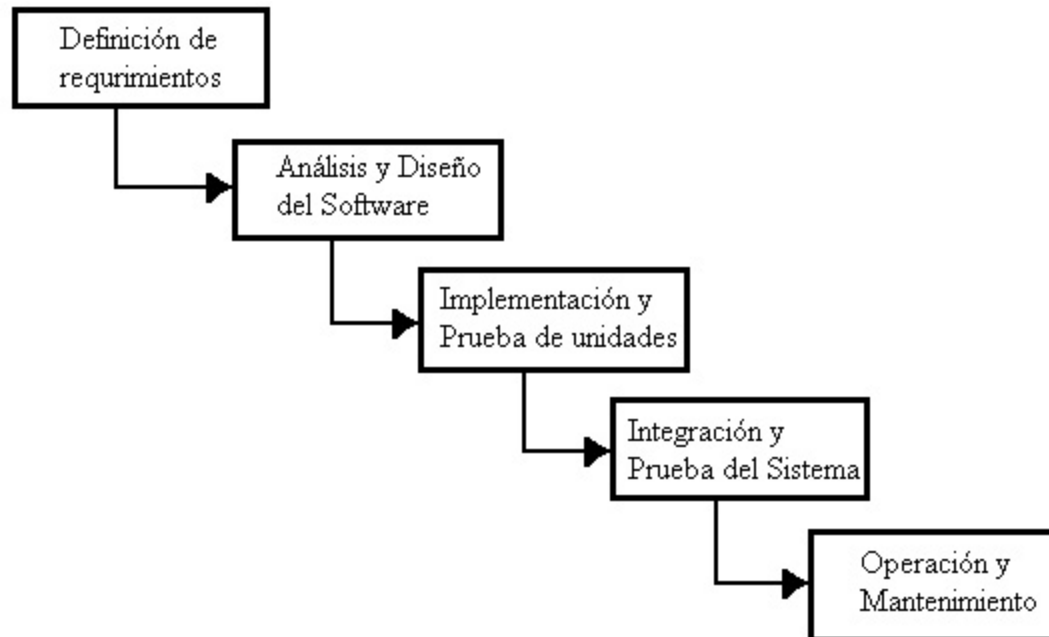 Definición de
requrimientos
Análisis y Diseño
del Software
Implementación y
Prueba de unidades
Integración y
Prueba del Sistema
Operación y
Mantenimiento